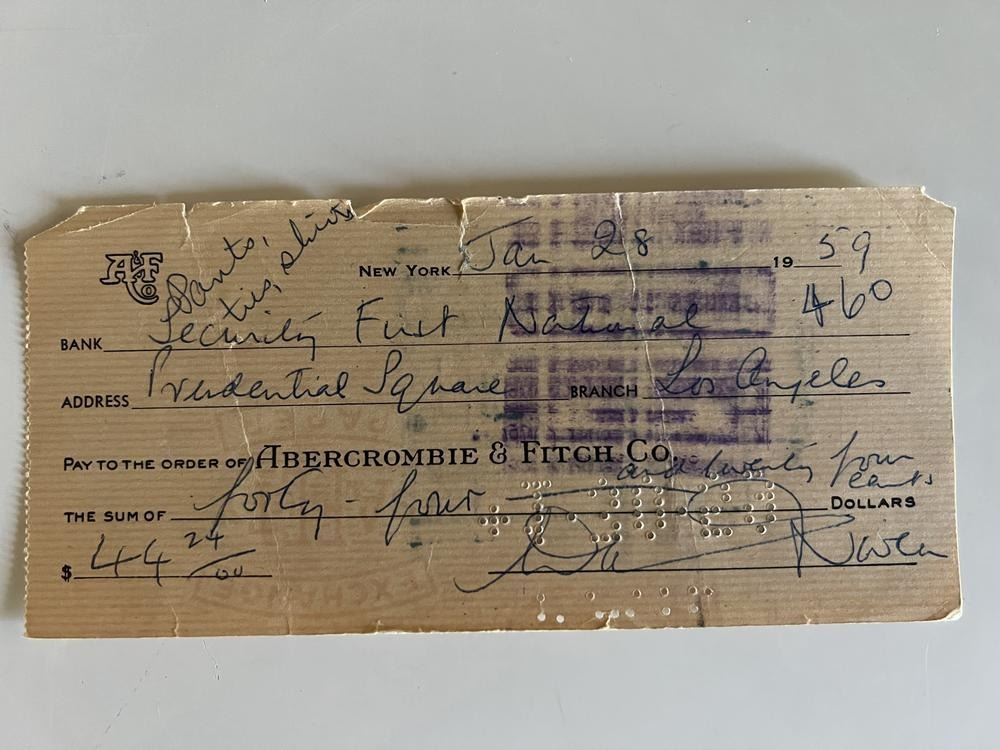 A&F Co
Pants,
ties, shirts
NEW YORK Jan 28 1959
460
BANK Security First National
ADDRESS Prudential Square BRANCH Los Angeles
PAY TO THE ORDER OF ABERCROMBIE & FITCH CO.
and twenty four
cents
THE SUM OF forty-four DOLLARS
$ 44 24/00 Niven